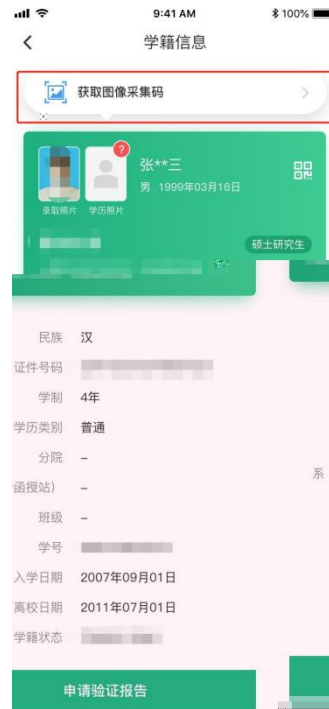 9:41 AM 100%
学籍信息
获取图像采集码
?
张**三
男 1999年03月16日
录取照片 学历照片
硕士研究生
民族 汉
证件号码
学制 4年
学历类别 普通
分院 –
函授站） –
系
班级 –
学号
入学日期 2007年09月01日
离校日期 2011年07月01日
学籍状态
申请验证报告